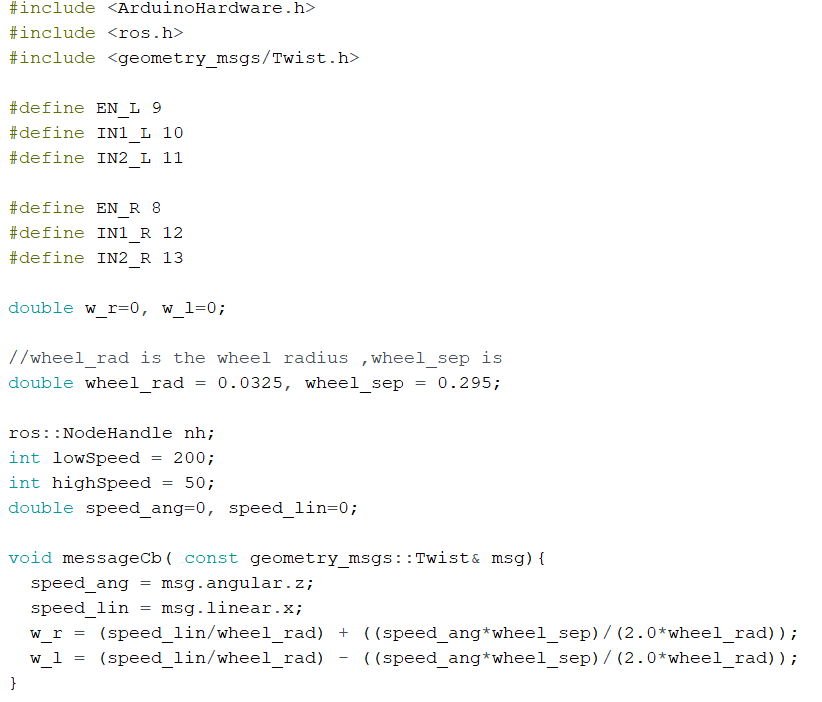 #include <ArduinoHardware.h>
#include <ros.h>
#include <geometry_msgs/Twist.h>
#define EN_L 9
#define IN1_L 10
#define IN2_L 11
#define EN_R 8
#define IN1_R 12
#define IN2_R 13
double w_r=0, w_l=0;
//wheel_rad is the wheel radius ,wheel_sep is
double wheel_rad = 0.0325, wheel_sep = 0.295;
ros::NodeHandle nh;
int lowSpeed = 200;
int highSpeed = 50;
double speed_ang=0, speed_lin=0;
void messageCb( const geometry_msgs::Twist& msg){
  speed_ang = msg.angular.z;
  speed_lin = msg.linear.x;
  w_r = (speed_lin/wheel_rad) + ((speed_ang*wheel_sep)/(2.0*wheel_rad));
  w_l = (speed_lin/wheel_rad) - ((speed_ang*wheel_sep)/(2.0*wheel_rad));
}